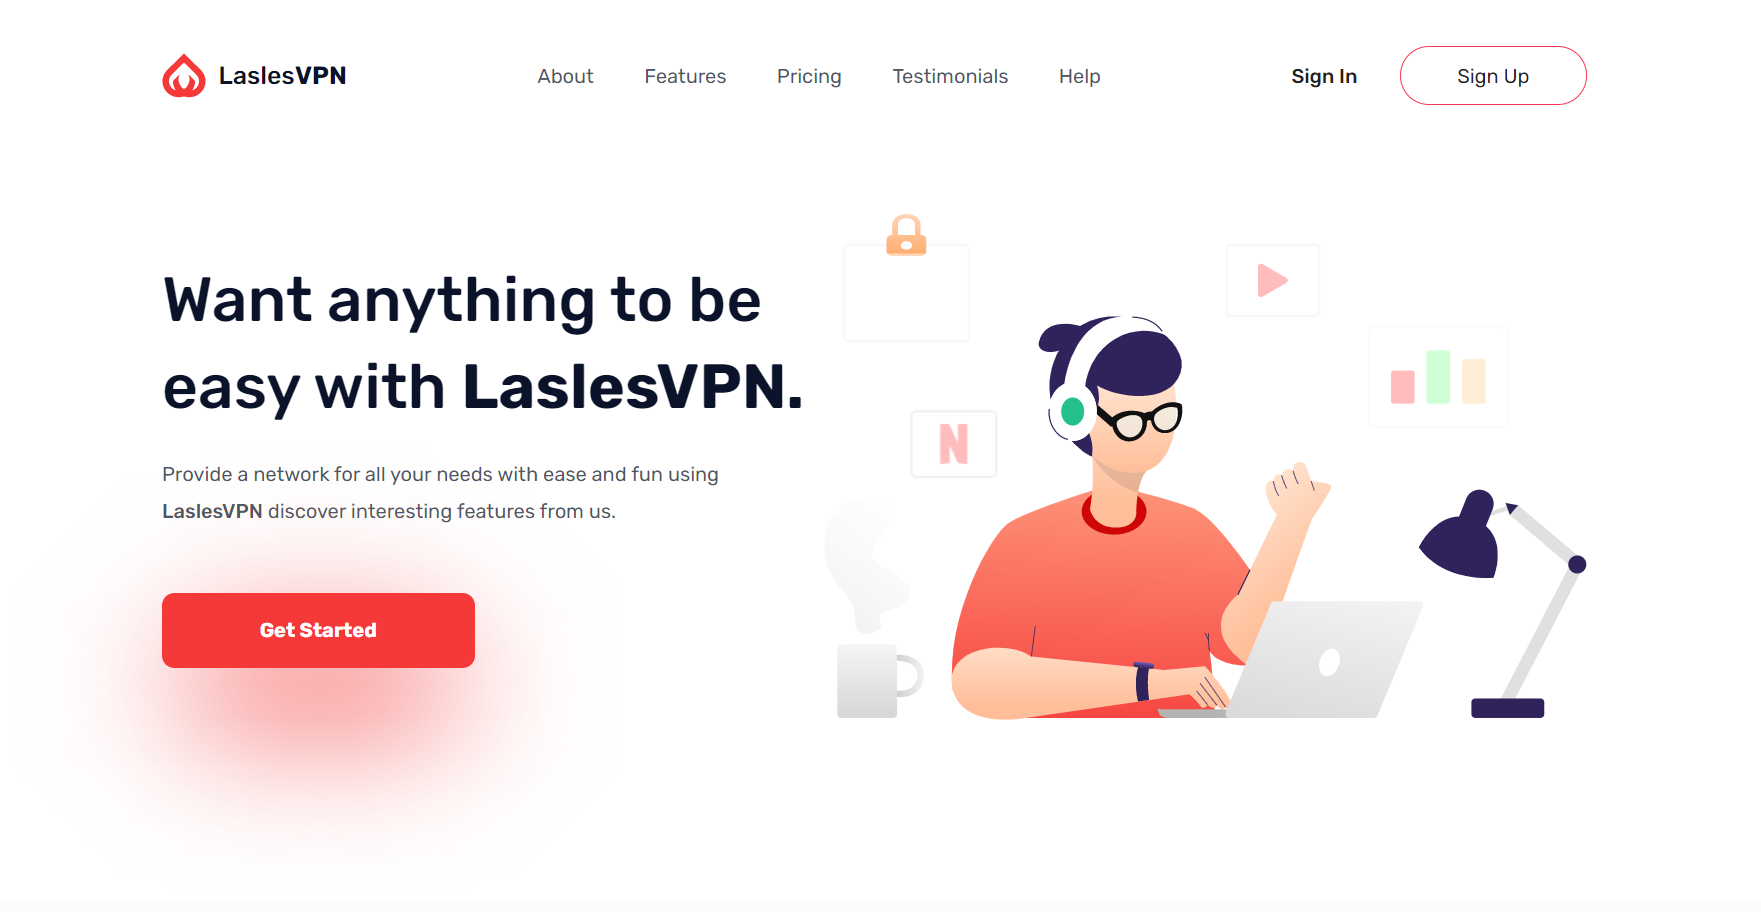 LaslesVPN
About
Features
Pricing
Testimonials
Help
Sign In
Sign Up
Want anything to be
easy with LaslesVPN.
Provide a network for all your needs with ease and fun using
LaslesVPN discover interesting features from us.
Get Started
N